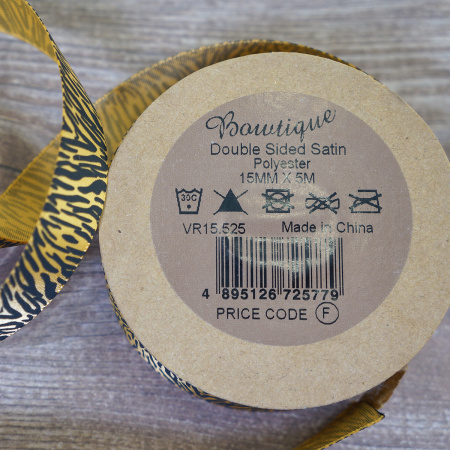 Bowtique
Double Sided Satin
Polyester
15MM X 5M
30C
VR15.525 Made in China
4 895126 725779
PRICE CODE F